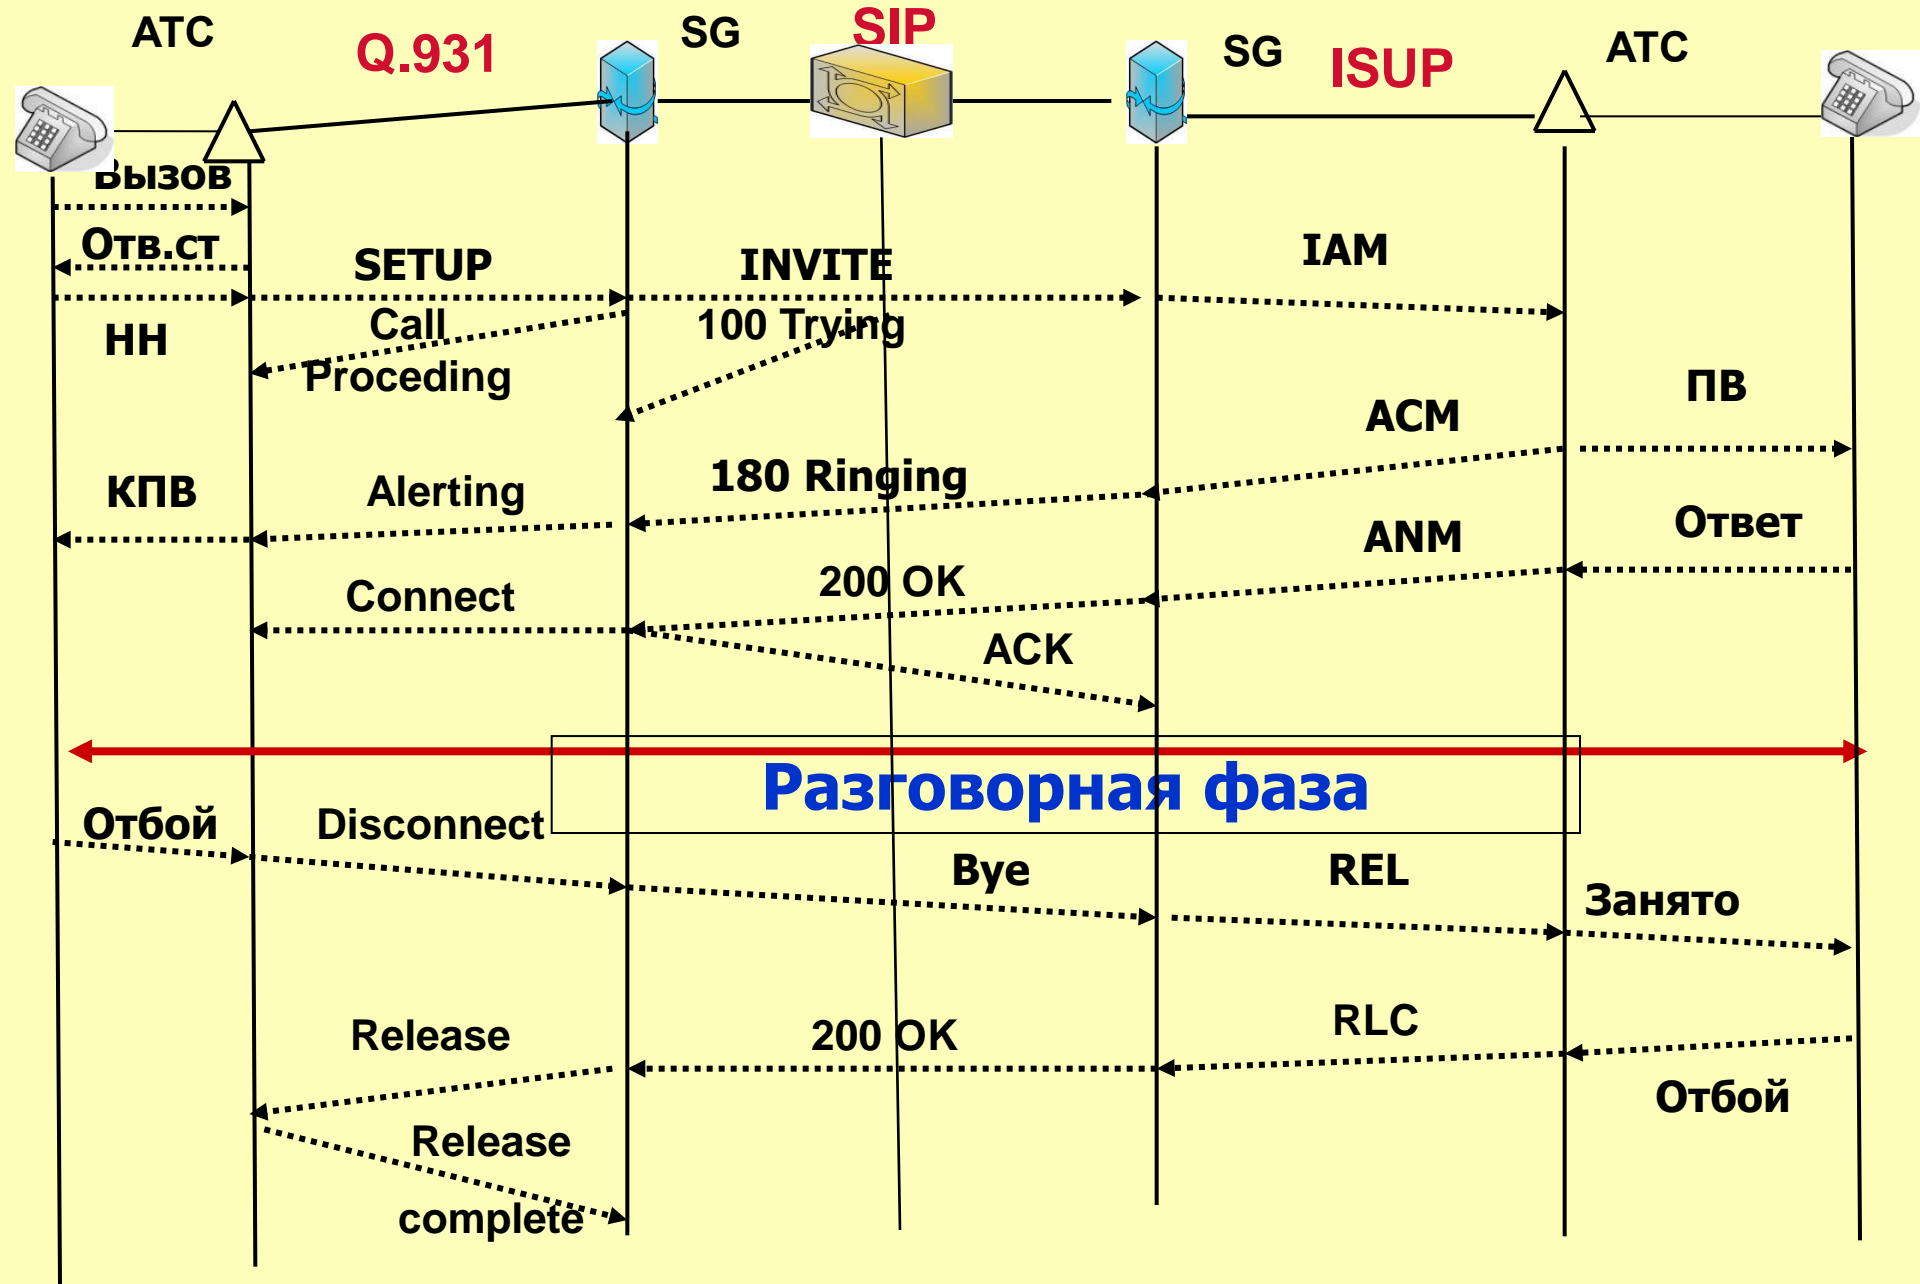 АТС
Q.931
SG
SIP
SG
ISUP
АТС
Вызов
Отв.ст
SETUP
INVITE
IAM
НН
Call
Proceding
100 Trying
ПВ
ACM
КПВ
Alerting
180 Ringing
Ответ
ANM
Connect
200 OK
ACK
Разговорная фаза
Отбой
Disconnect
Bye
REL
Занято
Release
200 OK
RLC
Отбой
Release
complete